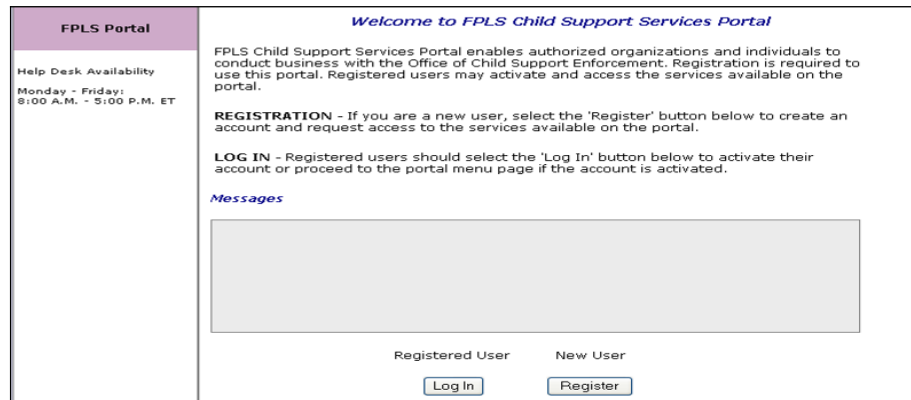 FPLS Portal
Help Desk Availability
Monday - Friday:
8:00 A.M. - 5:00 P.M. ET
Welcome to FPLS Child Support Services Portal
FPLS Child Support Services Portal enables authorized organizations and individuals to
conduct business with the Office of Child Support Enforcement. Registration is required to
use this portal. Registered users may activate and access the services available on the
portal.
REGISTRATION - If you are a new user, select the 'Register' button below to create an
account and request access to the services available on the portal.
LOG IN - Registered users should select the 'Log In' button below to activate their
account or proceed to the portal menu page if the account is activated.
Messages
Registered User New User
Log In Register